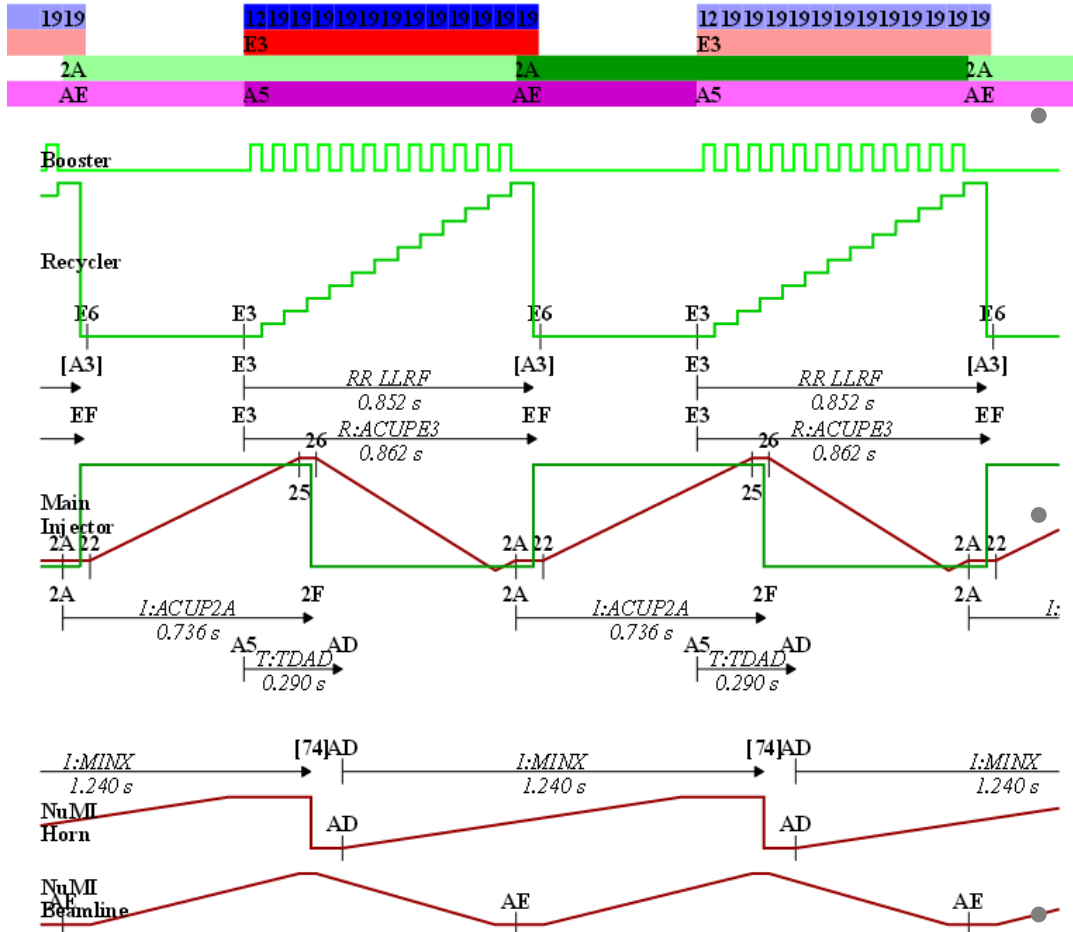 19 19 12 19 19 19 19 19 19 19 19 19 19 19 19 12 19 19 19 19 19 19 19 19 19 19 19 19
E3 E3
2A 2A 2A
AE A5 AE A5 AE
Booster
Recycler
E6 E3 E6 E3 E6
[A3] E3 RR LLRF [A3] E3 RR LLRF [A3]
0.852 s 0.852 s
EF E3 R:ACUPE3 EF E3 R:ACUPE3 EF
26 0.862 s 26 0.862 s
25 25
Main
Injector
2A 22 2A 22 2A 22
2A I:ACUP2A 2F 2A I:ACUP2A 2F 2A I:
0.736 s 0.736 s
A5 T:TDAD AD A5 T:TDAD AD
0.290 s 0.290 s
I:MINX [74] AD I:MINX [74] AD I:MINX
1.240 s 1.240 s 1.240 s
NuMI
Horn
AD AD
NuMI
Beamline
AE AE AE